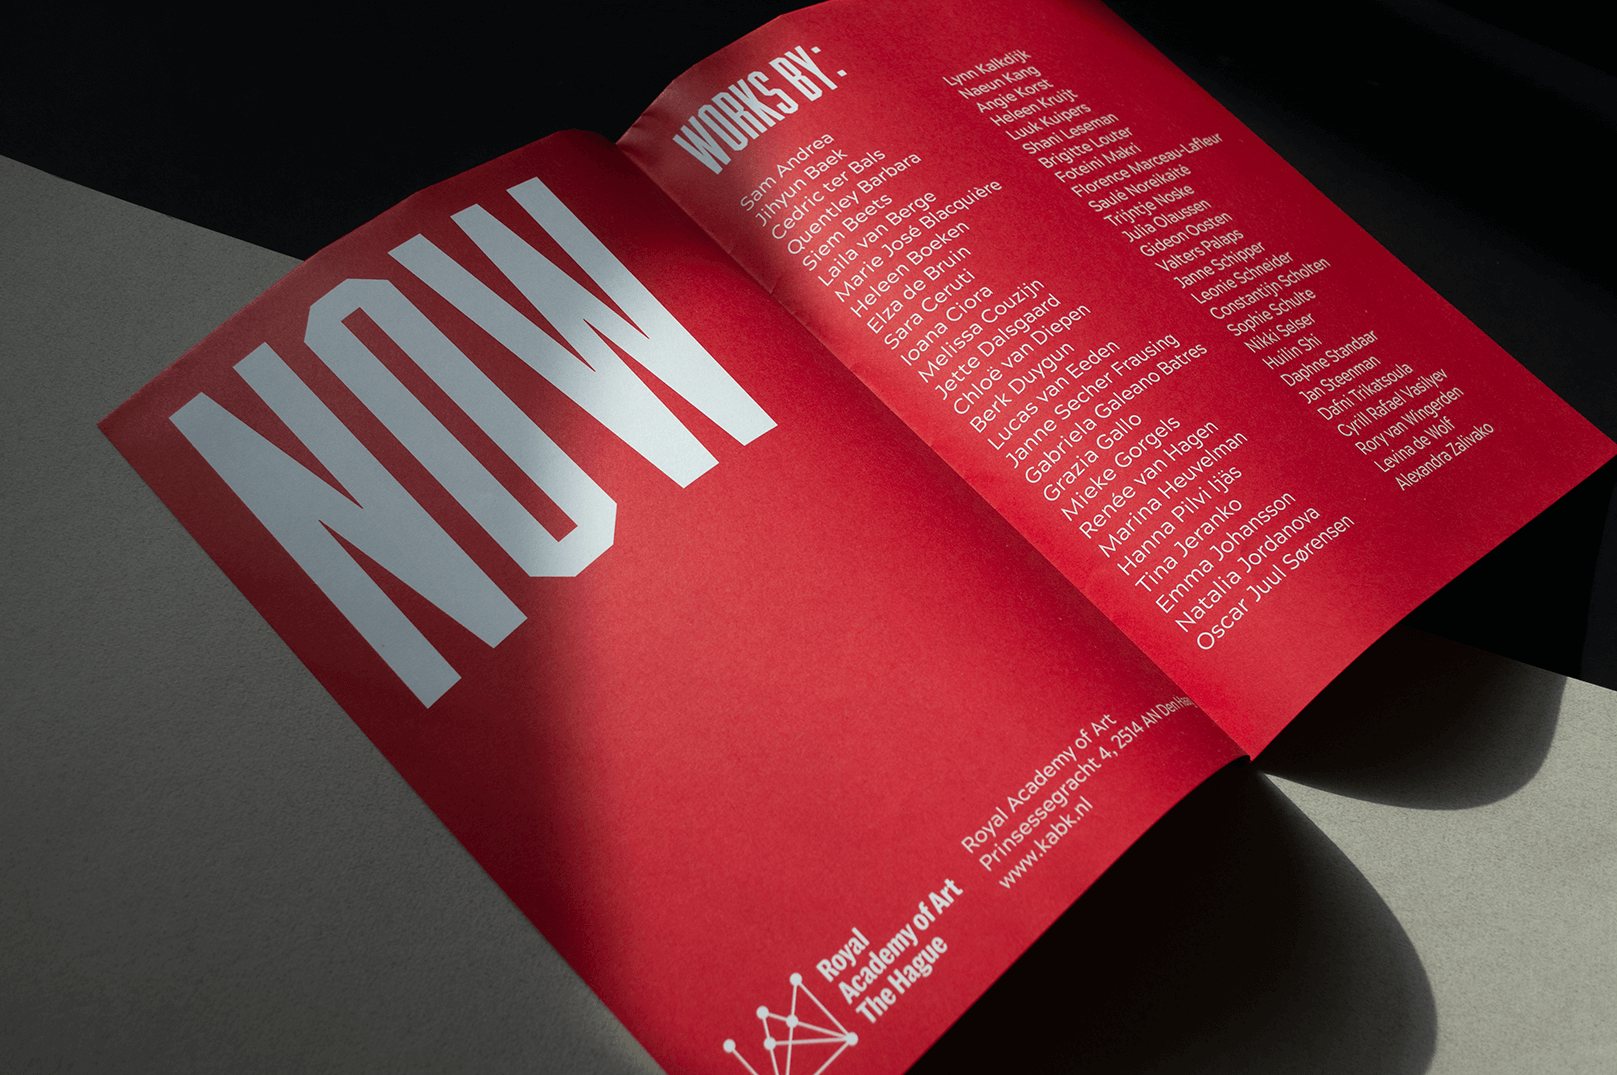 NOW
Royal Academy of Art
Prinsessegracht 4, 2514 AN Den
www.kabk.nl
Royal
Academy of Art
The Hague
WORKS BY:
Sam Andrea
Jihyun Baek
Cedric ter Bals
Quentley Barbara
Siem Beets
Laila van Berge
Marie José Blacquière
Heleen Boeken
Elza de Bruin
Sara Ceruti
Ioana Ciora
Melissa Couzijn
Jette Dalsgaard
Chloë van Diepen
Berk Duygun
Lucas van Eeden
Janne Secher Frausing
Gabriela Galeano Batres
Grazia Gallo
Mieke Gorgels
Renée van Hagen
Marina Heuvelman
Hanna Pilvi Ijäs
Tina Jeranko
Emma Johansson
Natalia Jordanova
Oscar Juul Sørensen
Lynn Kalkdijk
Naeun Kang
Angie Korst
Heleen Kruijt
Luuk Kuipers
Shani Leseman
Brigitte Louter
Foteini Makri
Florence Marceau-Lafleur
Saulè Noreikaitè
Trijntje Noske
Julia Olaussen
Gideon Oosten
Valters Palaps
Janne Schipper
Leonie Schneider
Constantijn Scholten
Sophie Schulte
Nikki Selser
Huilin Shi
Daphne Standaar
Jan Steenman
Dafni Trikatsoula
Cyrill Rafael Vasilyev
Rory van Wingerden
Levina de Wolf
Alexandra Zalivako